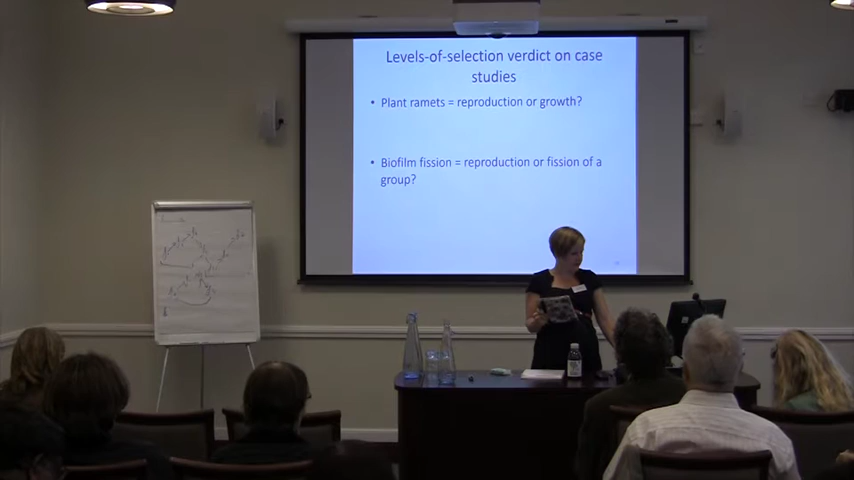 Levels-of-selection verdict on case
studies
• Plant ramets = reproduction or growth?
• Biofilm fission = reproduction or fission of a
group?